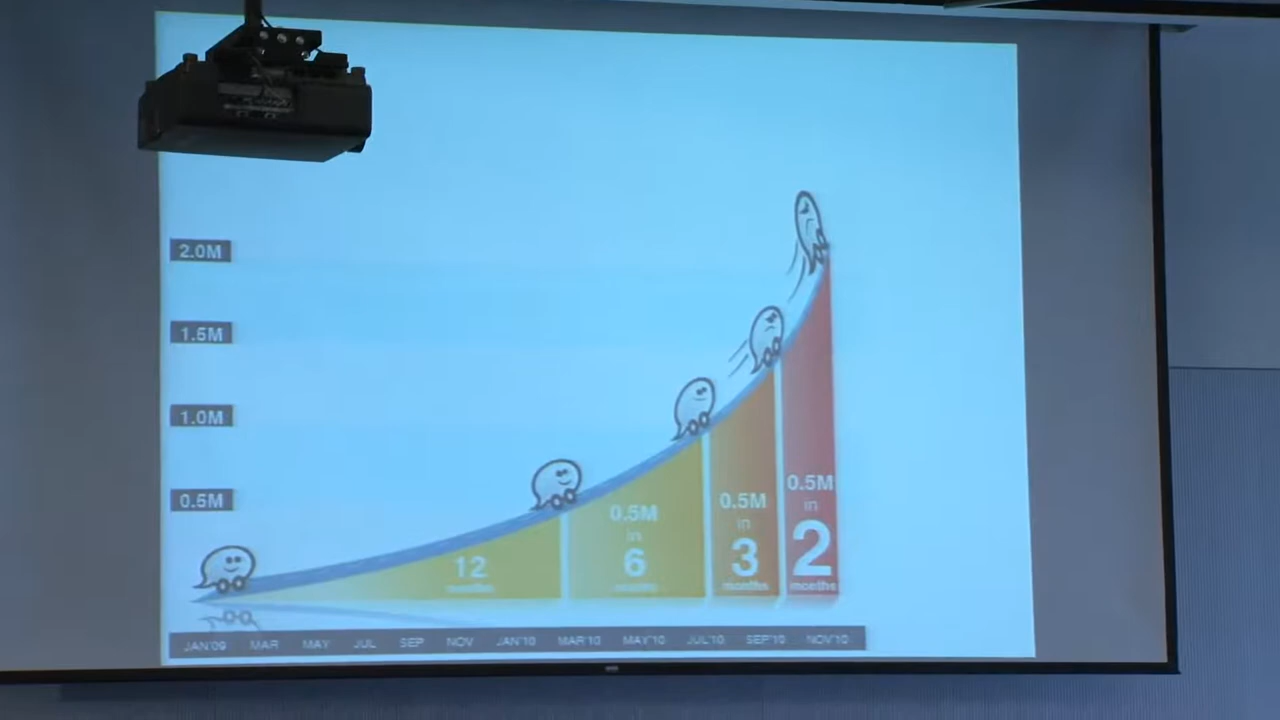 2.0M
1.5M
1.0M
0.5M
12
months
0.5M
in
6
months
0.5M
in
3
months
0.5M
in
2
months
JAN'09 MAR MAY JUL SEP NOV JAN'10 MAR'10 MAY'10 JUL'10 SEP'10 NOV'10